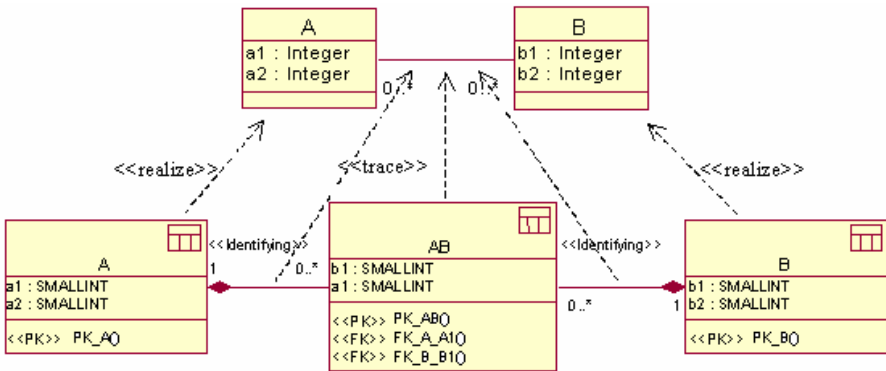 A
a1 : Integer
a2 : Integer
B
b1 : Integer
b2 : Integer
0..*
0..*
<<realize>>
<<trace>>
<<realize>>
A
a1 : SMALLINT
a2 : SMALLINT
<<PK>> PK_A()
<<Identifying>>
1
0..*
AB
b1 : SMALLINT
a1 : SMALLINT
<<PK>> PK_AB()
<<FK>> FK_A_A1()
<<FK>> FK_B_B1()
<<Identifying>>
0..*
1
B
b1 : SMALLINT
b2 : SMALLINT
<<PK>> PK_B()